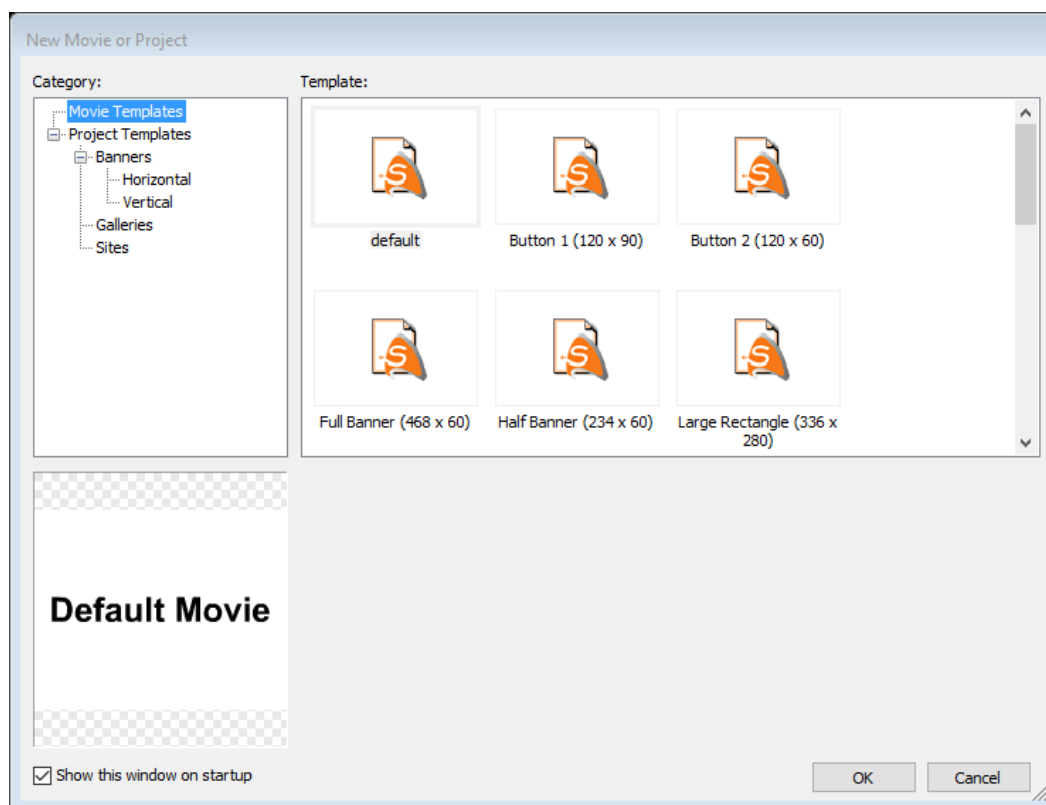 New Movie or Project
Category:
Template:
Movie Templates
Project Templates
Banners
Horizontal
Vertical
Galleries
Sites
default
Button 1 (120 x 90)
Button 2 (120 x 60)
Full Banner (468 x 60)
Half Banner (234 x 60)
Large Rectangle (336 x
280)
Default Movie
Show this window on startup
OK
Cancel